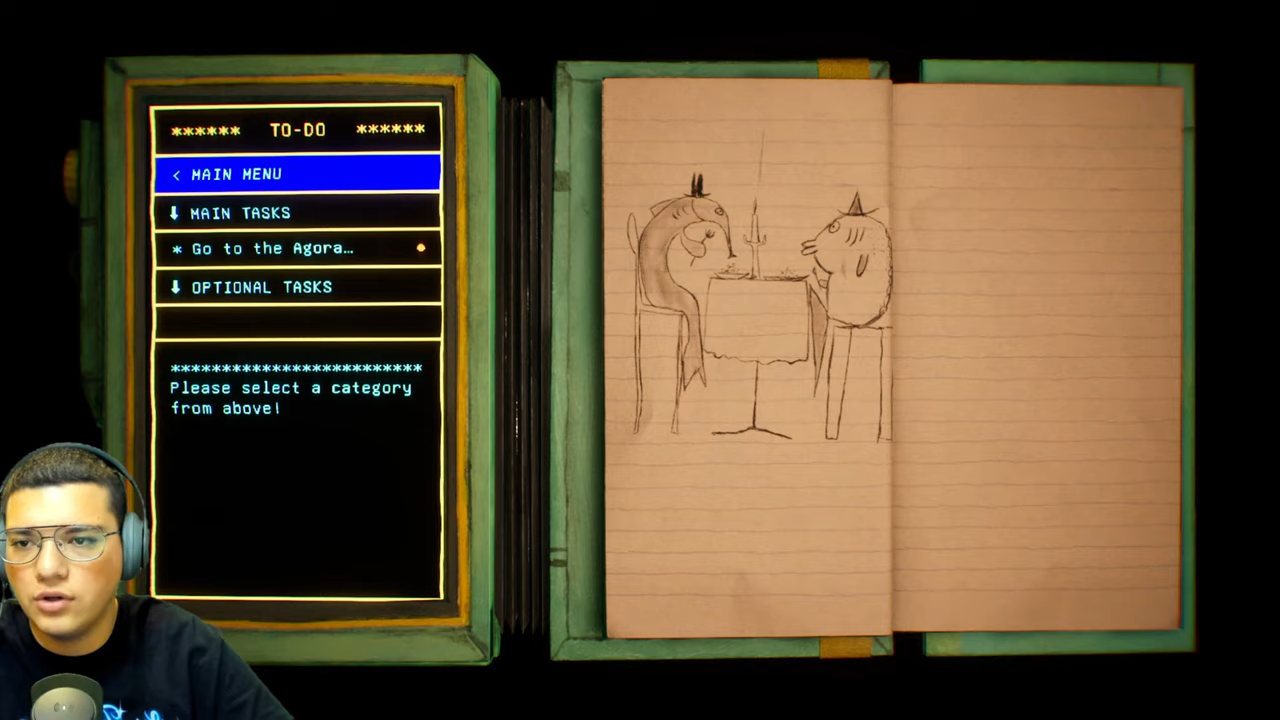 ****** TO-DO ******
< MAIN MENU
⬇ MAIN TASKS
* Go to the Agora…
⬇ OPTIONAL TASKS
*************************
Please select a category
from above!